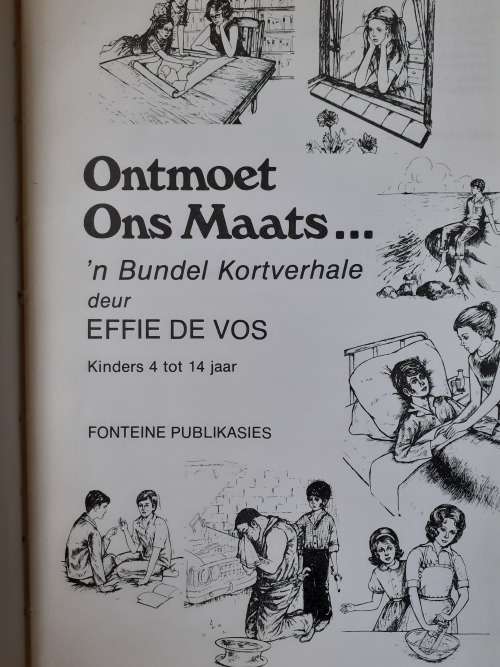 Ontmoet
Ons Maats...
'n Bundel Kortverhale
deur
EFFIE DE VOS
Kinders 4 tot 14 jaar
FONTEINE PUBLIKASIES